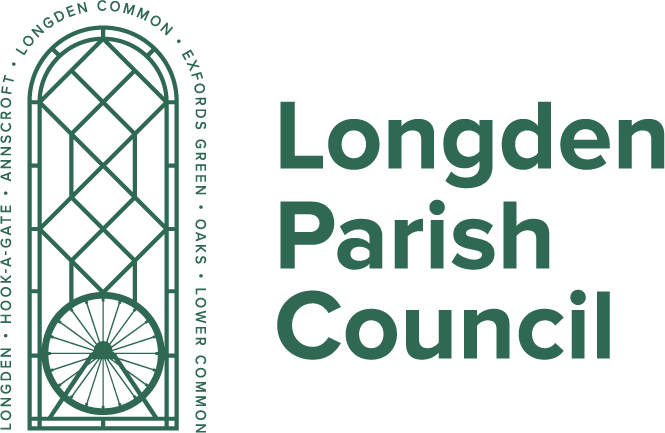 LONGDEN • HOOK-A-GATE • ANNSCROFT • LONGDEN COMMON • EXFORDS GREEN • OAKS • LOWER COMMON
Longden
Parish
Council